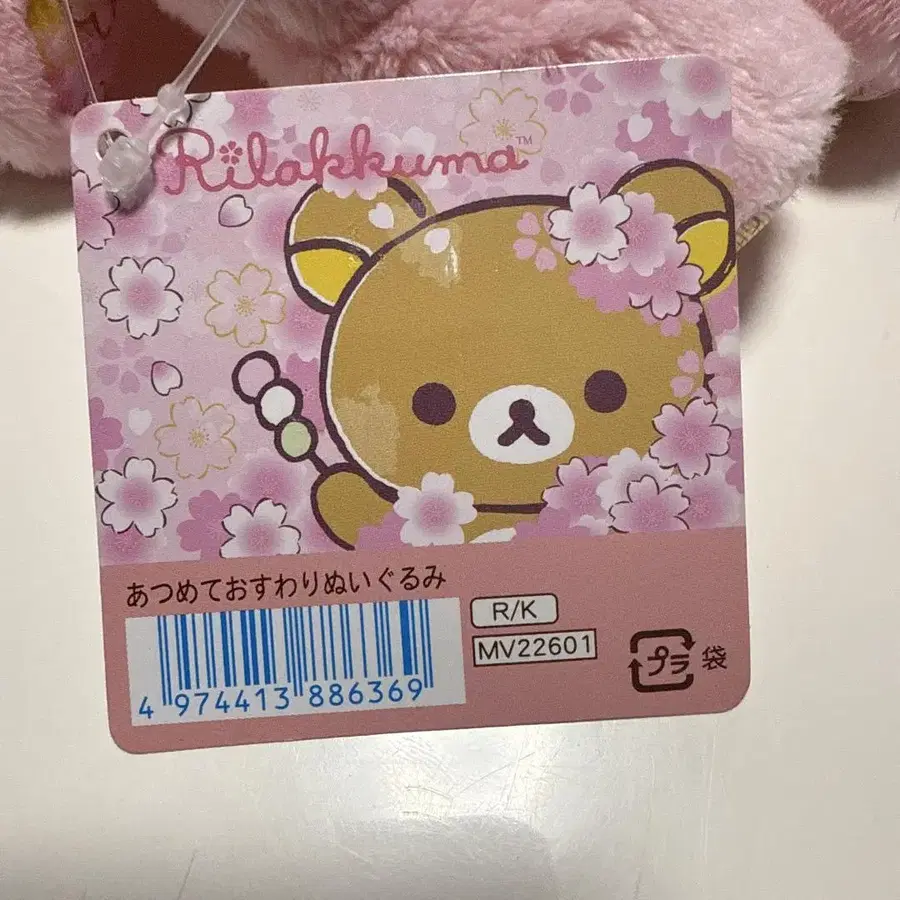 Rilakkuma™
あつめておすわりぬいぐるみ
R/K
MV22601
プラ 袋
4 974413 886369